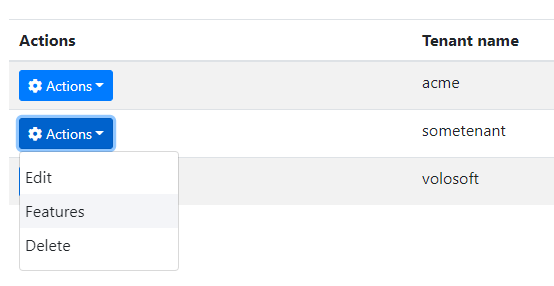 Actions Tenant name
Actions acme
Actions sometenant
Edit
volosoft
Features
Delete